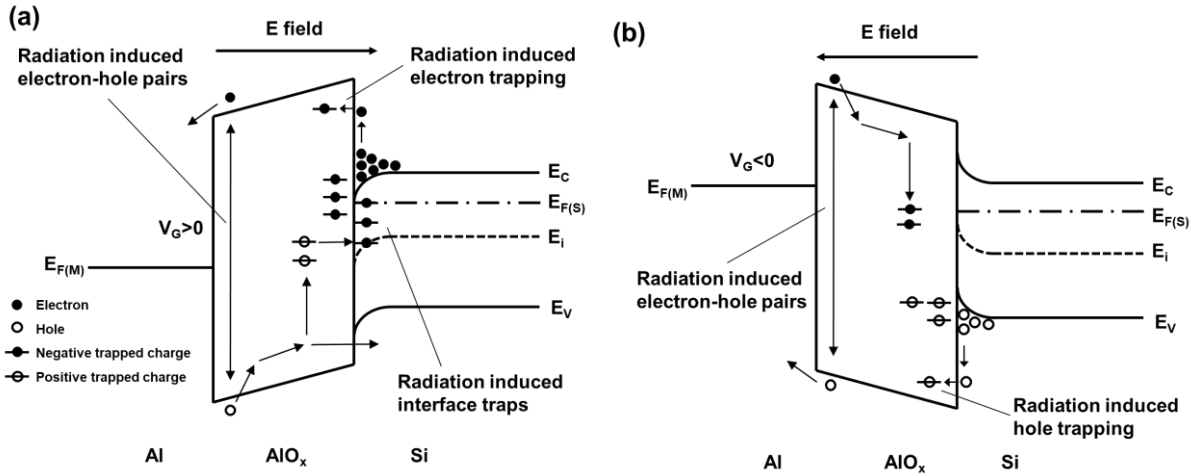 (a)
E field
Radiation induced
electron-hole pairs
Radiation induced
electron trapping
V_G>0
E_F(M)
E_C
E_F(S)
E_i
E_V
Electron
Hole
Negative trapped charge
Positive trapped charge
Radiation induced
interface traps
Al
AlO_x
Si
(b)
E field
V_G<0
E_F(M)
E_C
E_F(S)
E_i
E_V
Radiation induced
electron-hole pairs
Radiation induced
hole trapping
Al
AlO_x
Si